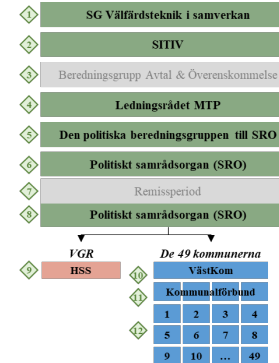 1 SG Välfärdsteknik i samverkan
2 SITIV
3 Beredningsgrupp Avtal & Överenskommelse
4 Ledningsrådet MTP
5 Den politiska beredningsgruppen till SRO
6 Politiskt samrådsorgan (SRO)
7 Remissperiod
8 Politiskt samrådsorgan (SRO)
VGR De 49 kommunerna
9 HSS 10 VästKom
11 Kommunalförbund
1 2 3 4
12 5 6 7 8
9 10 ... 49